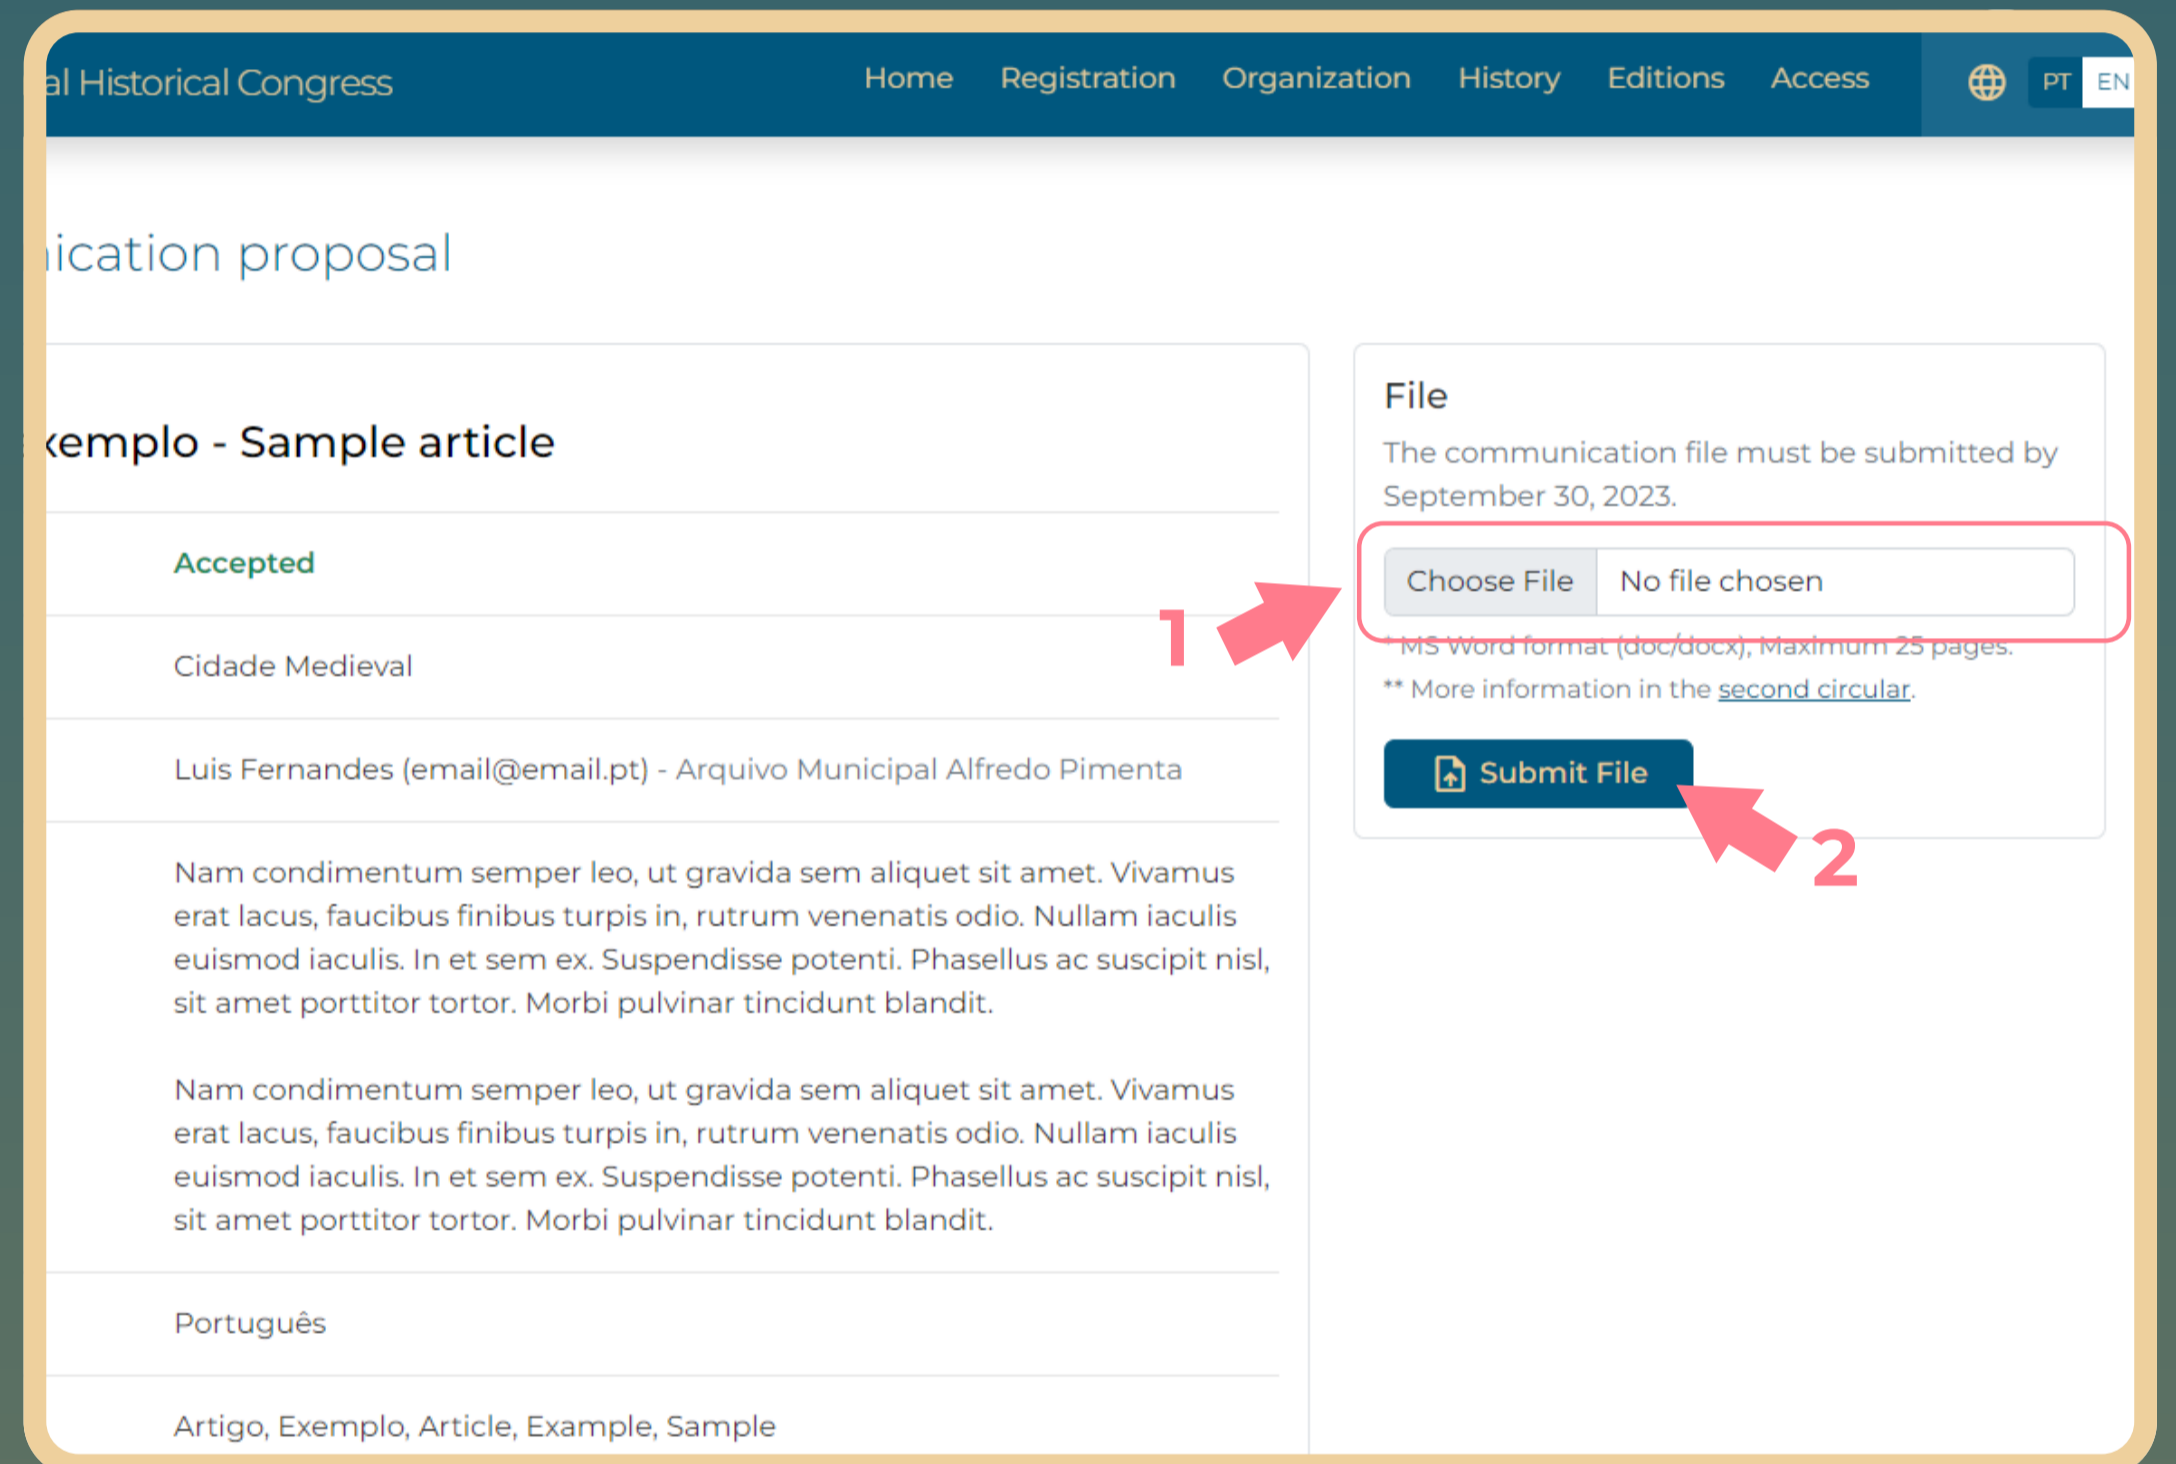 al Historical Congress
Home Registration Organization History Editions Access PT EN
ication proposal
xemplo - Sample article
Accepted
Cidade Medieval
Luis Fernandes (email@email.pt) - Arquivo Municipal Alfredo Pimenta
Nam condimentum semper leo, ut gravida sem aliquet sit amet. Vivamus
erat lacus, faucibus finibus turpis in, rutrum venenatis odio. Nullam iaculis
euismod iaculis. In et sem ex. Suspendisse potenti. Phasellus ac suscipit nisl,
sit amet porttitor tortor. Morbi pulvinar tincidunt blandit.
Nam condimentum semper leo, ut gravida sem aliquet sit amet. Vivamus
erat lacus, faucibus finibus turpis in, rutrum venenatis odio. Nullam iaculis
euismod iaculis. In et sem ex. Suspendisse potenti. Phasellus ac suscipit nisl,
sit amet porttitor tortor. Morbi pulvinar tincidunt blandit.
Português
Artigo, Exemplo, Article, Example, Sample
File
The communication file must be submitted by
September 30, 2023.
1
Choose File No file chosen
* MS Word format (doc/docx), Maximum 25 pages.
** More information in the second circular.
Submit File
2